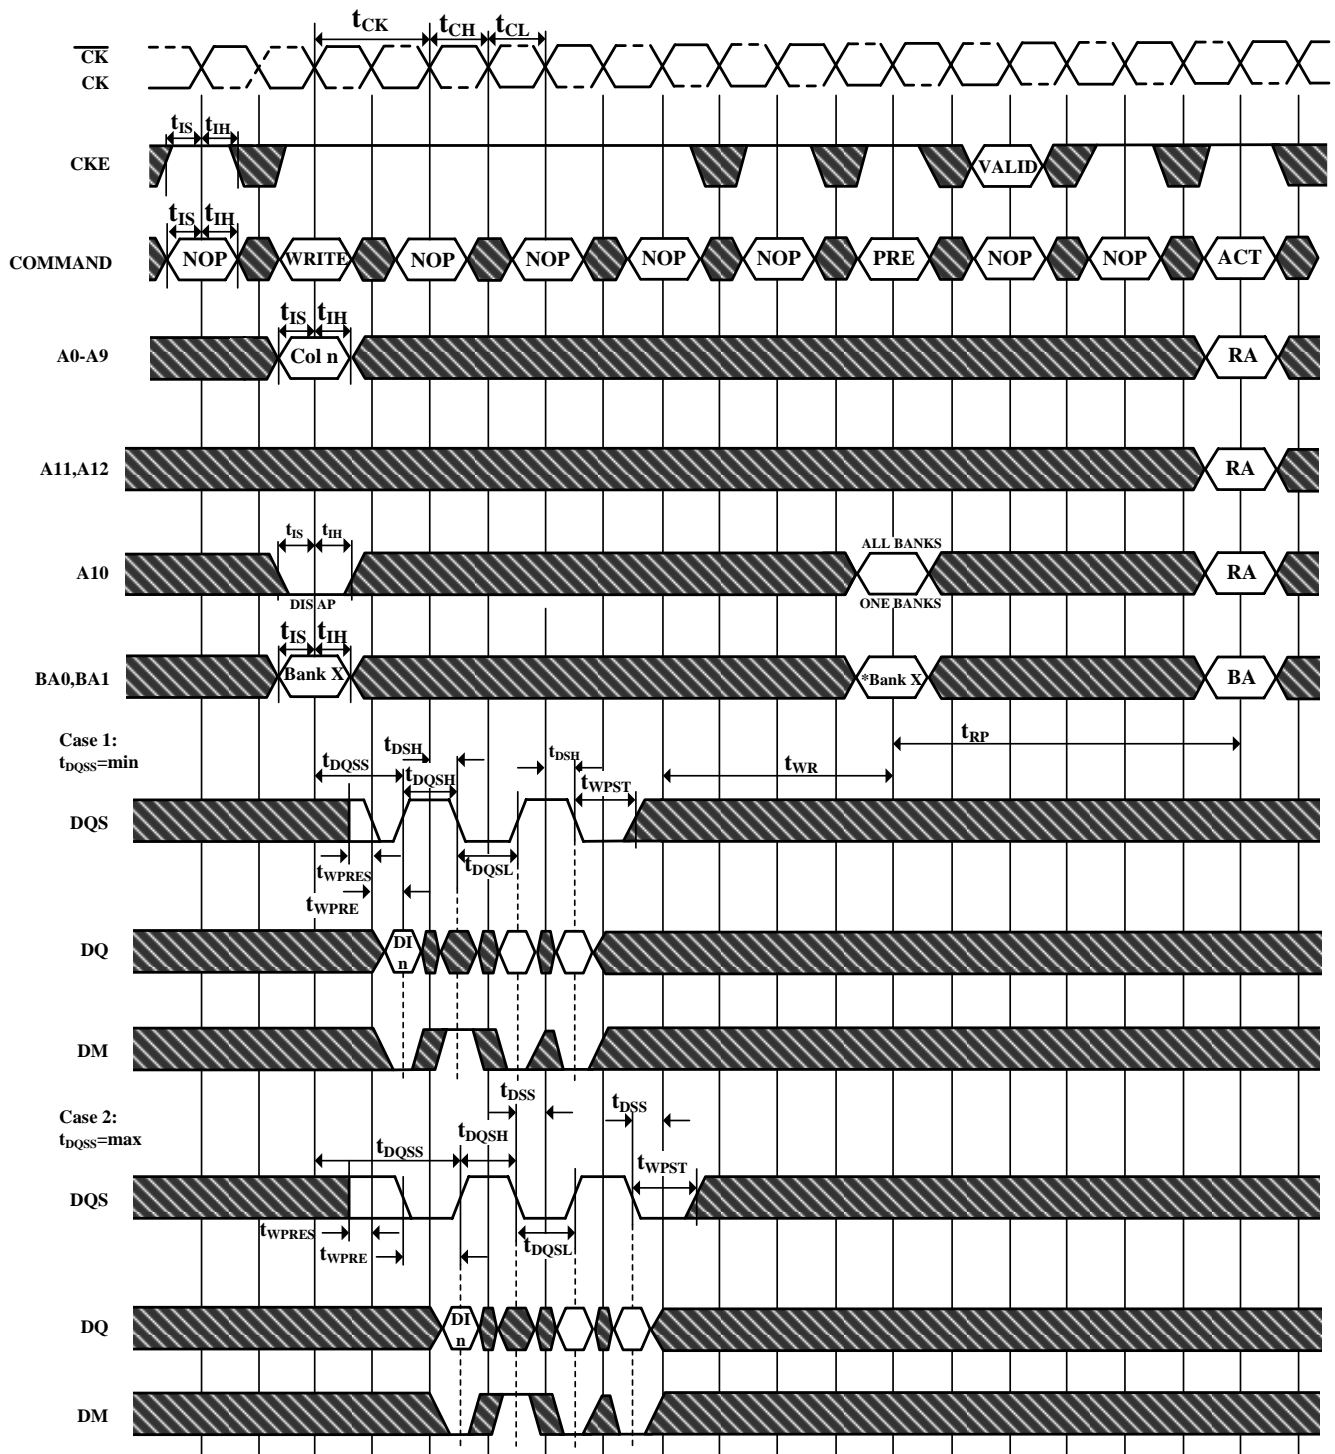 tCK tCH tCL
CK
CK
tIS tIH
CKE VALID
tIS tIH
COMMAND NOP WRITE NOP NOP NOP NOP PRE NOP NOP ACT
tIS tIH
A0-A9 Col n RA
A11,A12 RA
tIS tIH ALL BANKS
A10 RA
DIS AP ONE BANKS
tIS tIH
BA0,BA1 Bank X *Bank X BA
Case 1:
tDQSS=min
tDSH tDSH tRP
tDQSS tDQSH tWPST tWR
DQS
tWPRES tDQSL
tWPRE
DQ DI
n
DM
tDSS tDSS
Case 2:
tDQSS=max
tDQSS tDQSH tWPST
DQS
tWPRES tDQSL
tWPRE
DQ DI
n
DM